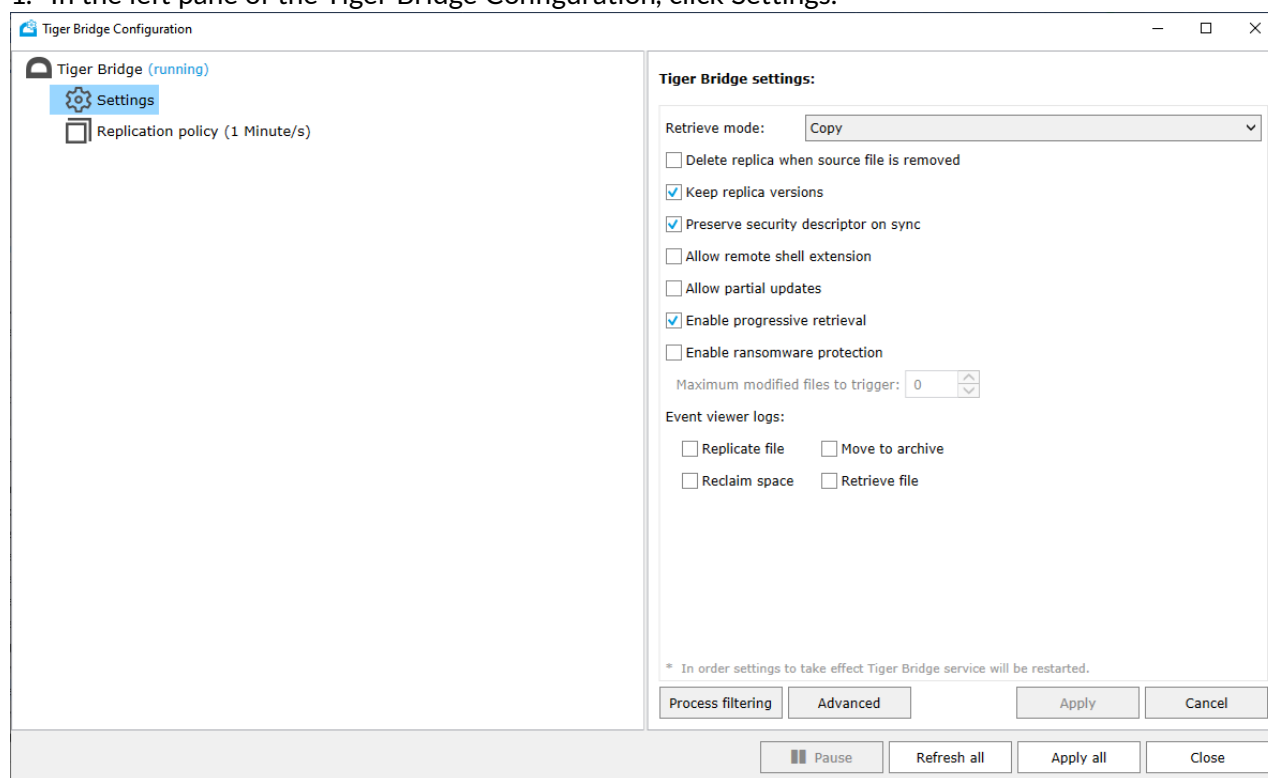 1. In the left pane of the Tiger Bridge Configuration, click Settings.
Tiger Bridge Configuration
Tiger Bridge (running)
Settings
Replication policy (1 Minute/s)
Tiger Bridge settings:
Retrieve mode: Copy
Delete replica when source file is removed
Keep replica versions
Preserve security descriptor on sync
Allow remote shell extension
Allow partial updates
Enable progressive retrieval
Enable ransomware protection
Maximum modified files to trigger: 0
Event viewer logs:
Replicate file Move to archive
Reclaim space Retrieve file
* In order settings to take effect Tiger Bridge service will be restarted.
Process filtering Advanced Apply Cancel
Pause Refresh all Apply all Close